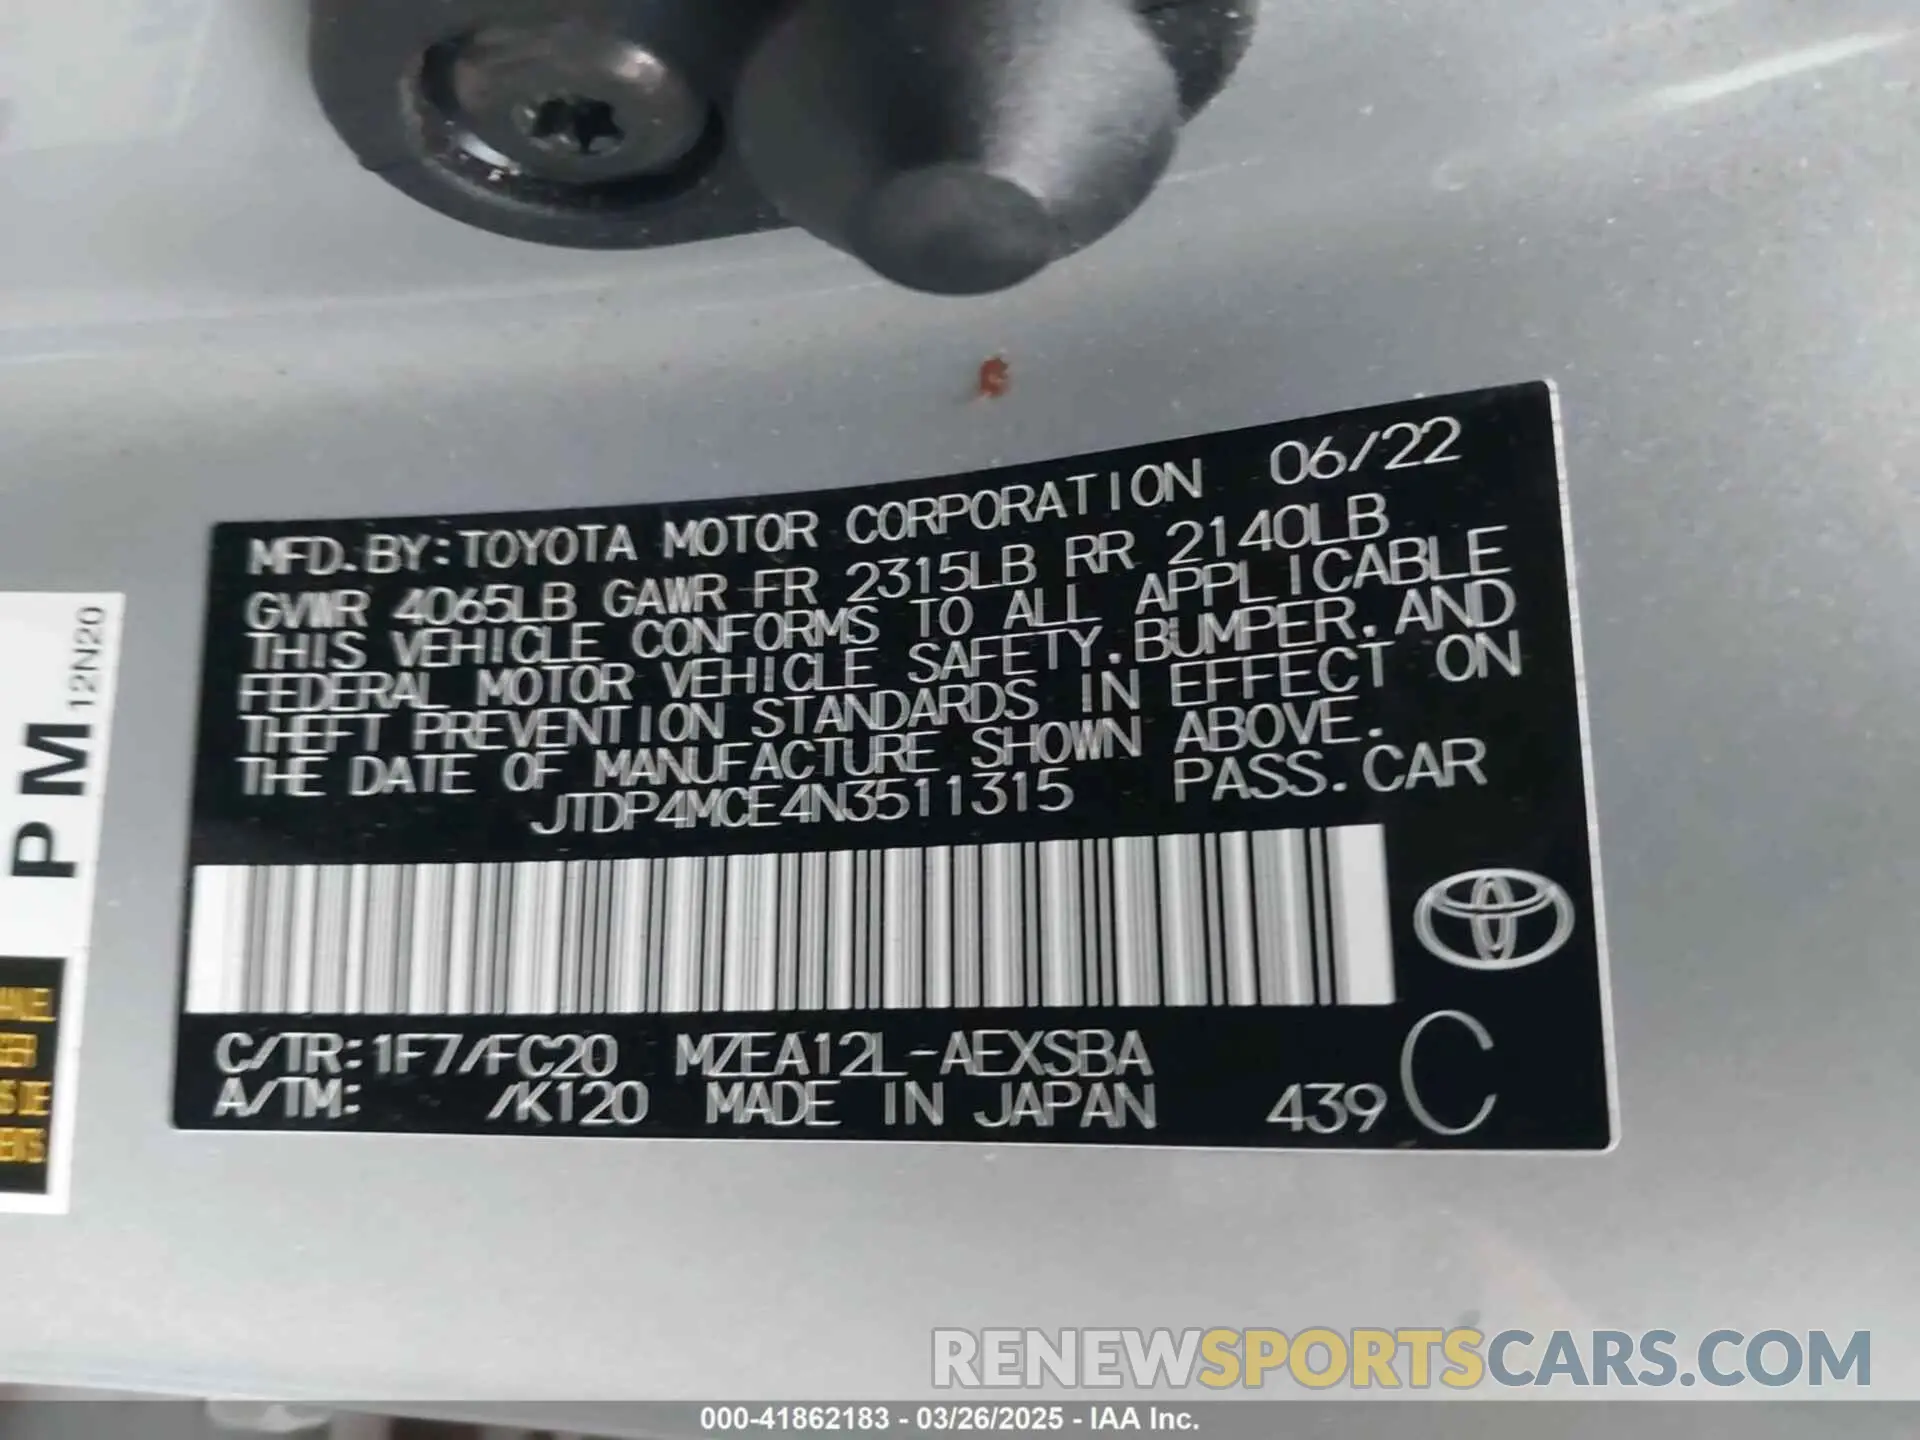 MFD. BY: TOYOTA MOTOR CORPORATION 06/22
GVWR 4065LB GAWR FR 2315LB RR 2140LB
THIS VEHICLE CONFORMS TO ALL APPLICABLE
FEDERAL MOTOR VEHICLE SAFETY, BUMPER, AND
THEFT PREVENTION STANDARDS IN EFFECT ON
THE DATE OF MANUFACTURE SHOWN ABOVE.
JTDP4MCE4N3511315 PASS. CAR
C/TR: 1F7/FC20 MZEA12L-AEXSBA
A/TM: /K120 MADE IN JAPAN 439 C
PM 12N20
RENEWSPORTSCARS.COM
000-41862183 - 03/26/2025 - IAA Inc.